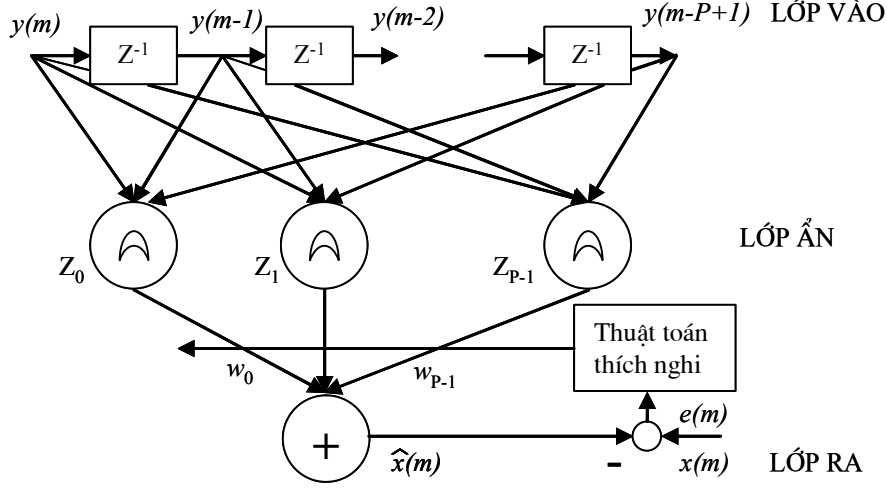 y(m) y(m-1) y(m-2) y(m-P+1) LỚP VÀO
Z-1 Z-1 Z-1
LỚP ẨN
Z0 Z1 ZP-1
Thuật toán
thích nghi
w0 wP-1
e(m)
+
x̂(m) - x(m) LỚP RA